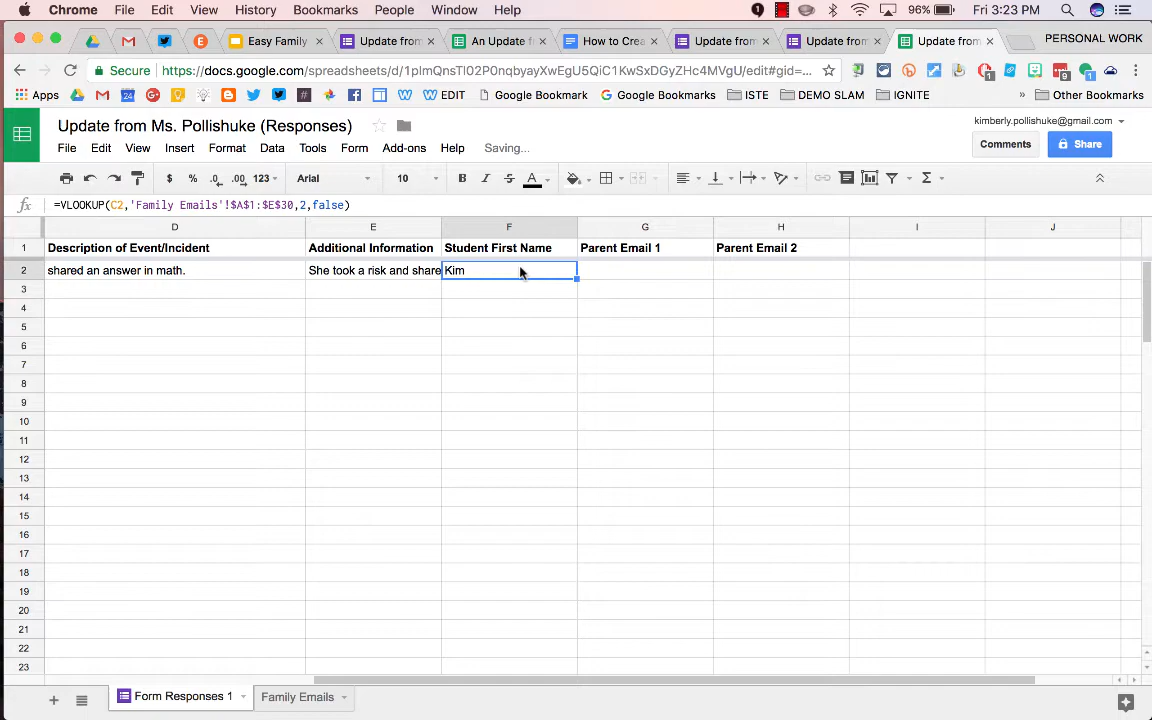 Chrome File Edit View History Bookmarks People Window Help 96% Fri 3:23 PM
Easy Family Update from An Update f How to Crea Update from Update from Update from PERSONAL WORK
Secure https://docs.google.com/spreadsheets/d/1plmQnsTI02P0nqbyayXwEgU5QiC1KwSxDGyZHc4MVgU/edit#gid=...
Apps W W EDIT Google Bookmark Google Bookmarks ISTE DEMO SLAM IGNITE » Other Bookmarks
Update from Ms. Pollishuke (Responses)
kimberly.pollishuke@gmail.com
File Edit View Insert Format Data Tools Form Add-ons Help Saving... Comments Share
$ % .0 .00 123 Arial 10 B I S A Σ
fx =VLOOKUP(C2,'Family Emails'!$A$1:$E$30,2,false)
D E F G H I J
1 Description of Event/Incident Additional Information Student First Name Parent Email 1 Parent Email 2
2 shared an answer in math. She took a risk and share Kim
3
4
5
6
7
8
9
10
11
12
13
14
15
16
17
18
19
20
21
22
23
Form Responses 1 Family Emails